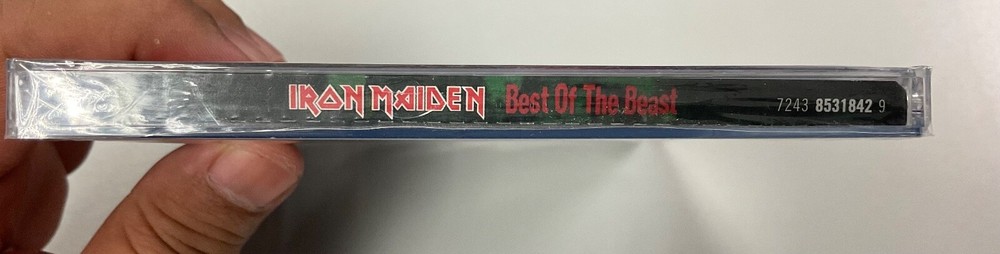 IRON MAIDEN Best Of The Beast 7243 8531842 9